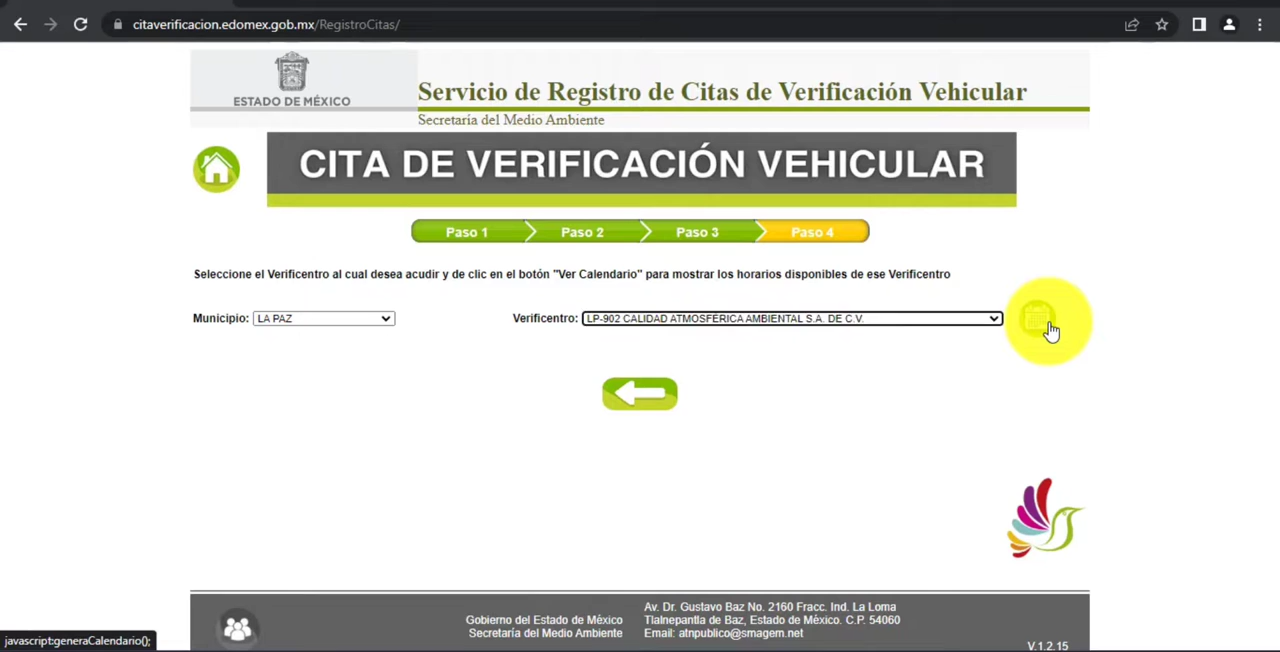 citaverificacion.edomex.gob.mx/RegistroCitas/
ESTADO DE MÉXICO
Servicio de Registro de Citas de Verificación Vehicular
Secretaría del Medio Ambiente
CITA DE VERIFICACIÓN VEHICULAR
Paso 1
Paso 2
Paso 3
Paso 4
Seleccione el Verificentro al cual desea acudir y de clic en el botón "Ver Calendario" para mostrar los horarios disponibles de ese Verificentro
Municipio: LA PAZ
Verificentro: LP-902 CALIDAD ATMOSFÉRICA AMBIENTAL S.A. DE C.V.
Gobierno del Estado de México
Secretaría del Medio Ambiente
Av. Dr. Gustavo Baz No. 2160 Fracc. Ind. La Loma
Tlalnepantla de Baz, Estado de México. C.P. 54060
Email: atnpublico@smagem.net
V.1.2.15
javascript:generaCalendario();